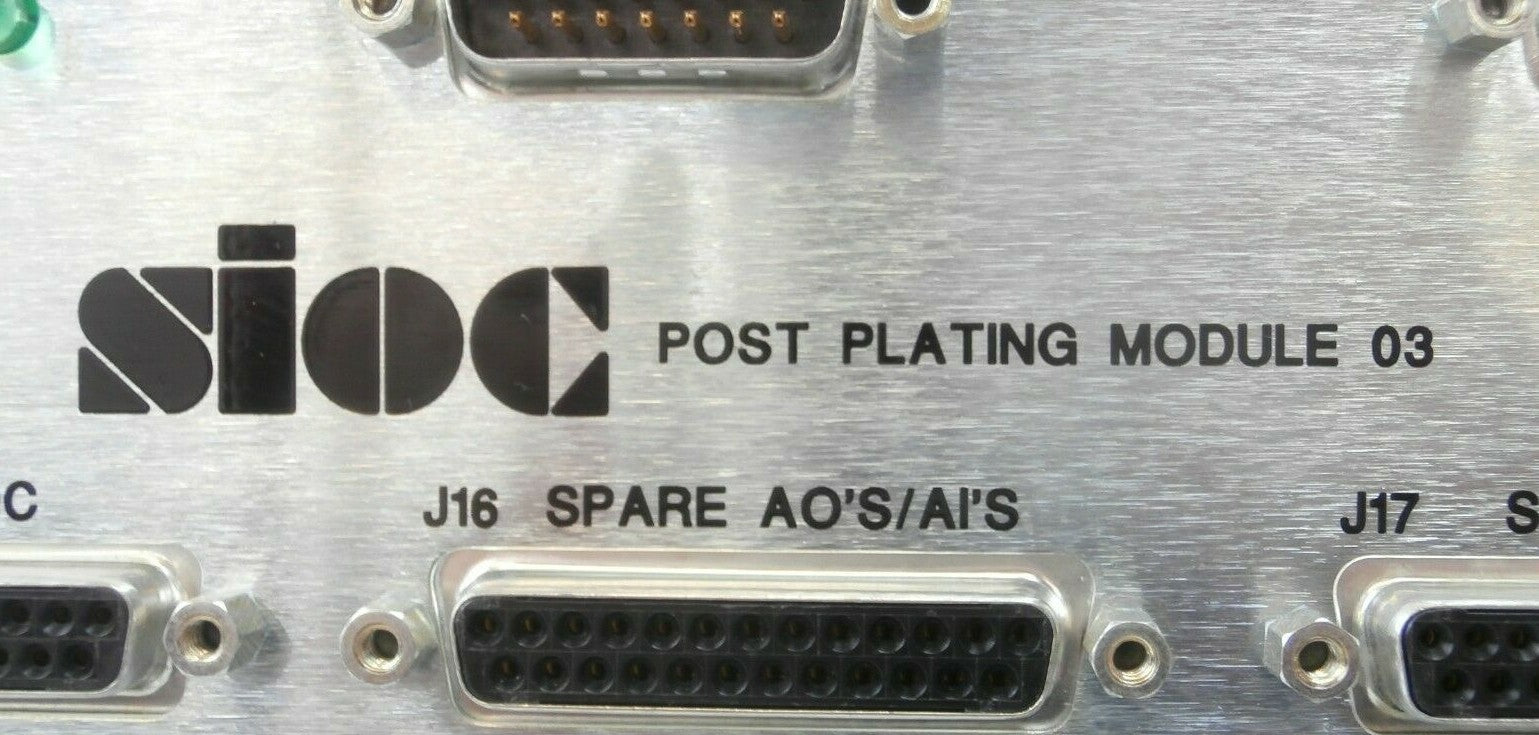 sioc POST PLATING MODULE 03
C
J16 SPARE AO'S/AI'S
J17 S